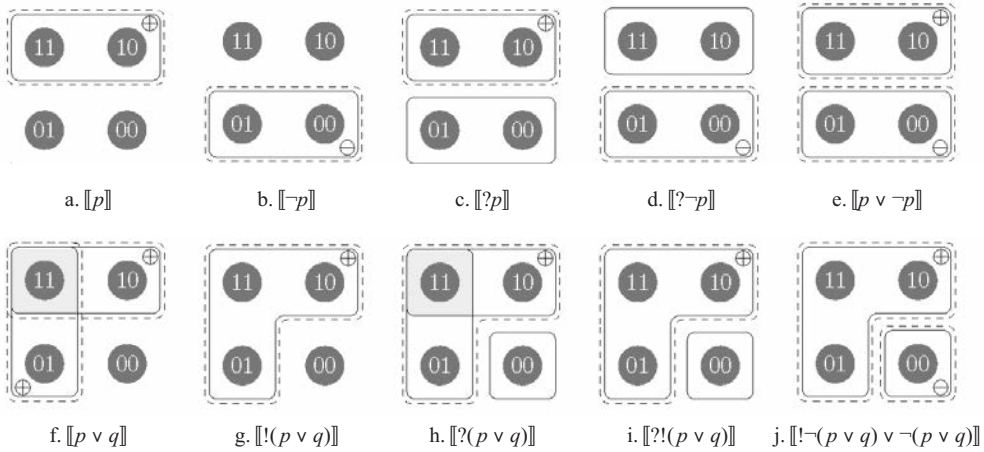 11 10 ⊕ 11 10 11 10 ⊕ 11 10 11 10 ⊕
01 00 01 00 ⊖ 01 00 01 00 ⊖ 01 00 ⊖
a. ⟦p⟧ b. ⟦¬p⟧ c. ⟦?p⟧ d. ⟦?¬p⟧ e. ⟦p ∨ ¬p⟧
11 10 ⊕ 11 10 ⊕ 11 10 ⊕ 11 10 ⊕ 11 10 ⊕
01 00 ⊕ 01 00 01 00 01 00 01 00 ⊖
f. ⟦p ∨ q⟧ g. ⟦!(p ∨ q)⟧ h. ⟦?(p ∨ q)⟧ i. ⟦?!(p ∨ q)⟧ j. ⟦!¬(p ∨ q) ∨ ¬(p ∨ q)⟧